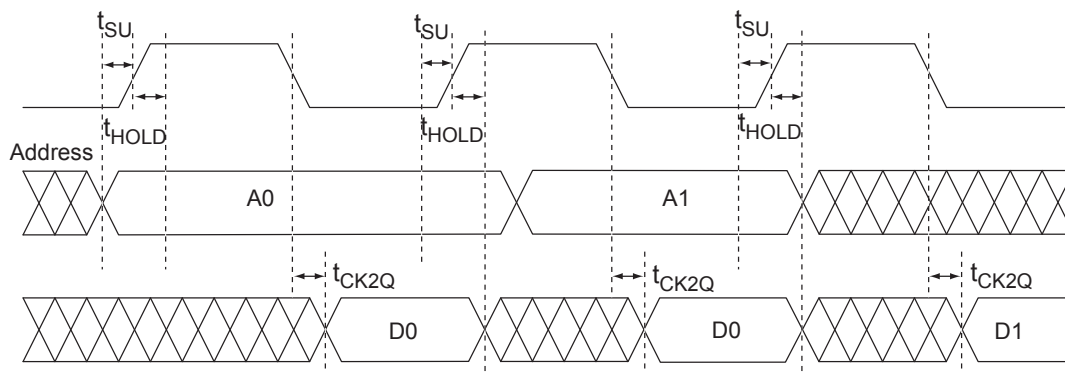 tSU tSU tSU
tHOLD tHOLD tHOLD
Address
A0 A1
tCK2Q tCK2Q tCK2Q
D0 D0 D1